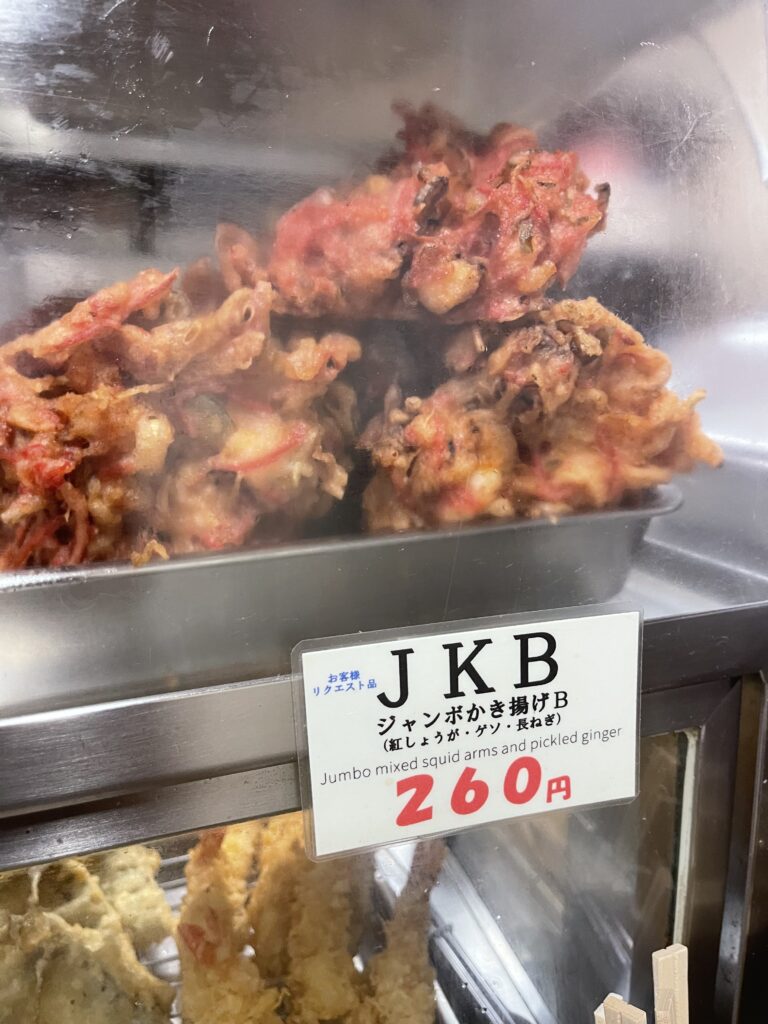 お客様
リクエスト品
JKB
ジャンボかき揚げB
（紅しょうが・ゲソ・長ねぎ）
Jumbo mixed squid arms and pickled ginger
260円